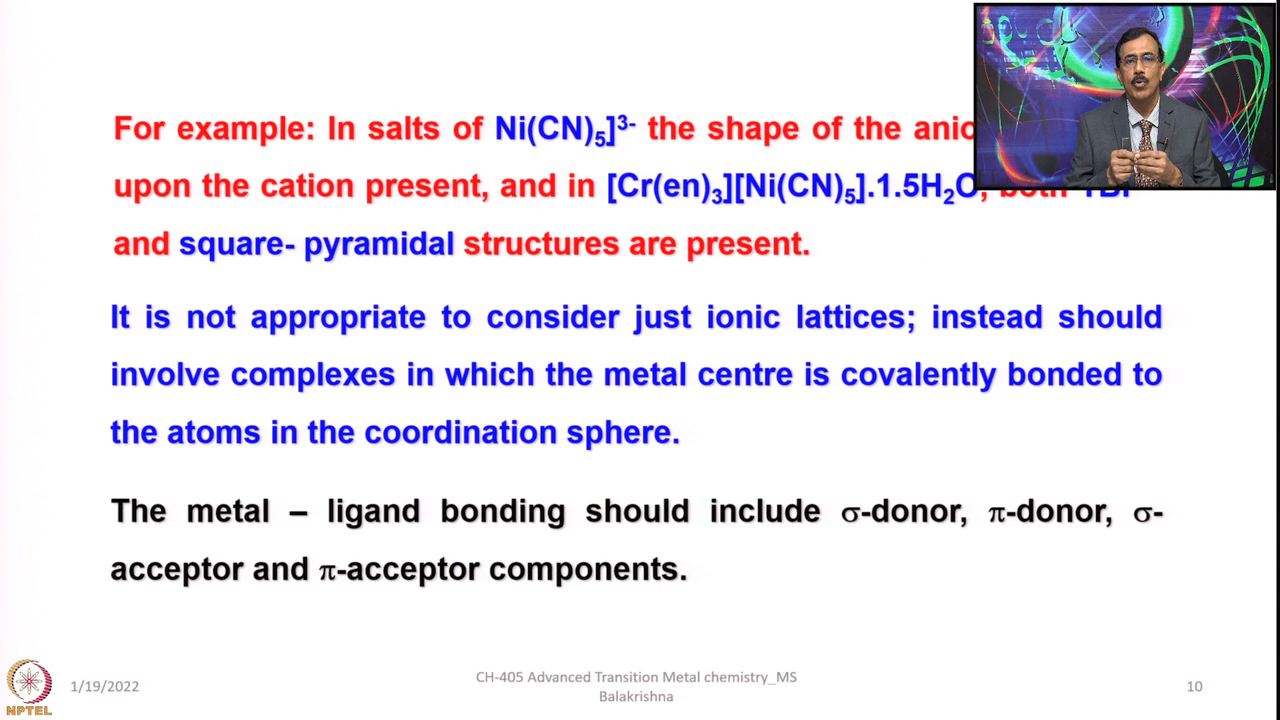 For example: In salts of Ni(CN)₅]³⁻ the shape of the
upon the cation present, and in [Cr(en)₃][Ni(CN)₅].1.5H₂O, both
and square- pyramidal structures are present.
It is not appropriate to consider just ionic lattices; instead should
involve complexes in which the metal centre is covalently bonded to
the atoms in the coordination sphere.
The metal – ligand bonding should include σ-donor, π-donor, σ-
acceptor and π-acceptor components.
NPTEL
1/19/2022
CH-405 Advanced Transition Metal chemistry_MS
Balakrishna
10